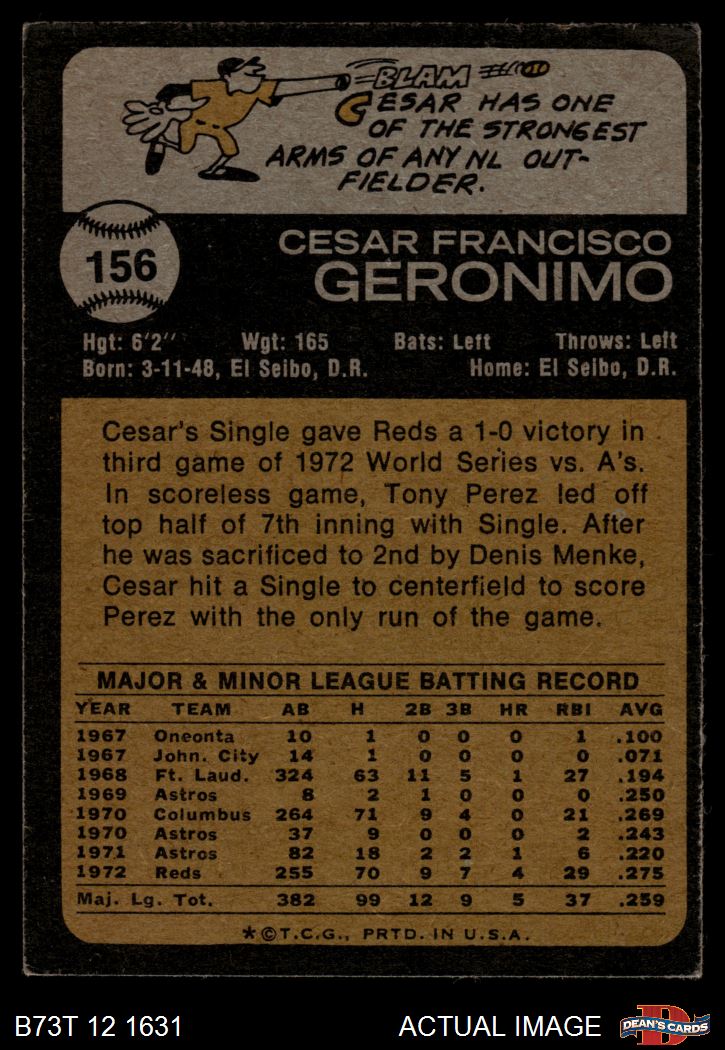 BLAM
CESAR HAS ONE
OF THE STRONGEST
ARMS OF ANY NL OUT-
FIELDER.
156
CESAR FRANCISCO
GERONIMO
Hgt: 6'2" Wgt: 165 Bats: Left Throws: Left
Born: 3-11-48, El Seibo, D.R. Home: El Seibo, D.R.
Cesar's Single gave Reds a 1-0 victory in
third game of 1972 World Series vs. A's.
In scoreless game, Tony Perez led off
top half of 7th inning with Single. After
he was sacrificed to 2nd by Denis Menke,
Cesar hit a Single to centerfield to score
Perez with the only run of the game.
MAJOR & MINOR LEAGUE BATTING RECORD
YEAR TEAM AB H 2B 3B HR RBI AVG
1967 Oneonta 10 1 0 0 0 1 .100
1967 John. City 14 1 0 0 0 0 .071
1968 Ft. Laud. 324 63 11 5 1 27 .194
1969 Astros 8 2 1 0 0 0 .250
1970 Columbus 264 71 9 4 0 21 .269
1970 Astros 37 9 0 0 0 2 .243
1971 Astros 82 18 2 2 1 6 .220
1972 Reds 255 70 9 7 4 29 .275
Maj. Lg. Tot. 382 99 12 9 5 37 .259
*©T.C.G., PRTD. IN U.S.A.
B73T 12 1631 ACTUAL IMAGE D DEAN'S CARDS